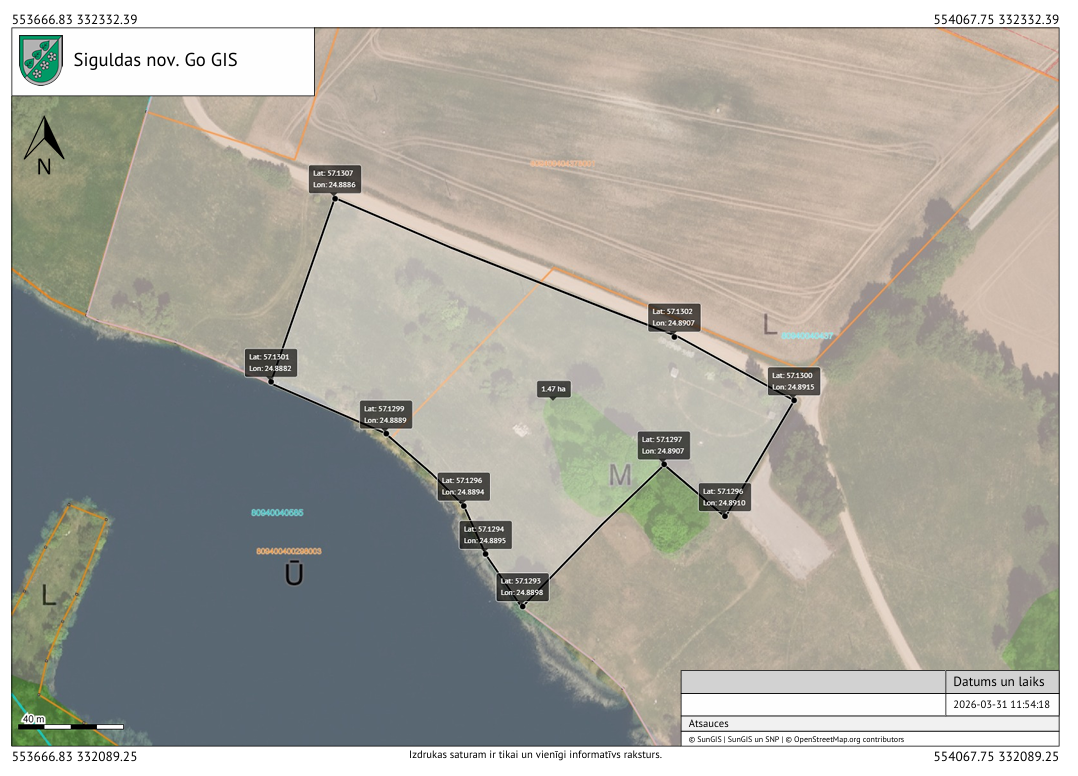 553666.83 332332.39
554067.75 332332.39
Siguldas nov. Go GIS
N
Lat: 57.1307
Lon: 24.8886
Lat: 57.1302
Lon: 24.8907
L
80940040437
Lat: 57.1301
Lon: 24.8882
Lat: 57.1300
Lon: 24.8915
1.47 ha
Lat: 57.1299
Lon: 24.8889
Lat: 57.1297
Lon: 24.8907
M
Lat: 57.1296
Lon: 24.8894
Lat: 57.1296
Lon: 24.8910
80940040585
Lat: 57.1294
Lon: 24.8895
809400400298003
Ū
Lat: 57.1293
Lon: 24.8898
L
40 m
Datums un laiks
2026-03-31 11:54:18
Atsauces
© SunGIS | SunGIS un SNP | © OpenStreetMap.org contributors
553666.83 332089.25
Izdrukas saturam ir tikai un vienīgi informatīvs raksturs.
554067.75 332089.25